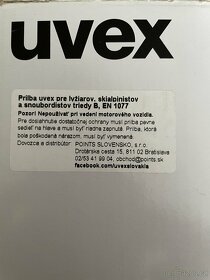 uvex
Prilba uvex pre lyžiarov, skialpinistov
a snoubordistov triedy B, EN 1077
Pozor! Nepoužívať pri vedení motorového vozidla.
Pre dosiahnutie dostatočnej ochrany musí prilba pevne
sedieť na hlave a musí byť riadne zapnutá. Prilba, ktorá
bola poškodená nárazom, musí byť vymenená.
Dovozca a distribútor: POINTS SLOVENSKO, s.r.o.
Drotárska cesta 15, 811 02 Bratislava
02/53 41 99 04, obchod@points.sk
facebook.com/uvexslovakia